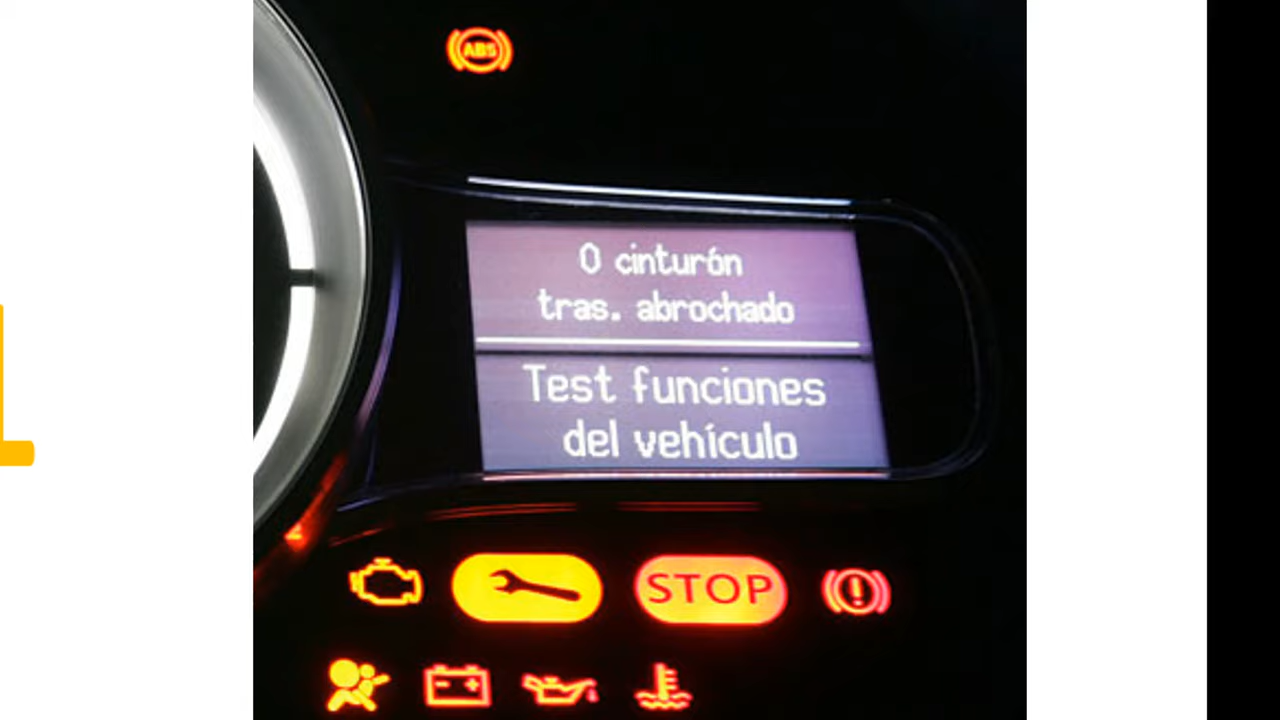 ABS
0 cinturón
tras. abrochado
Test funciones
del vehículo
STOP